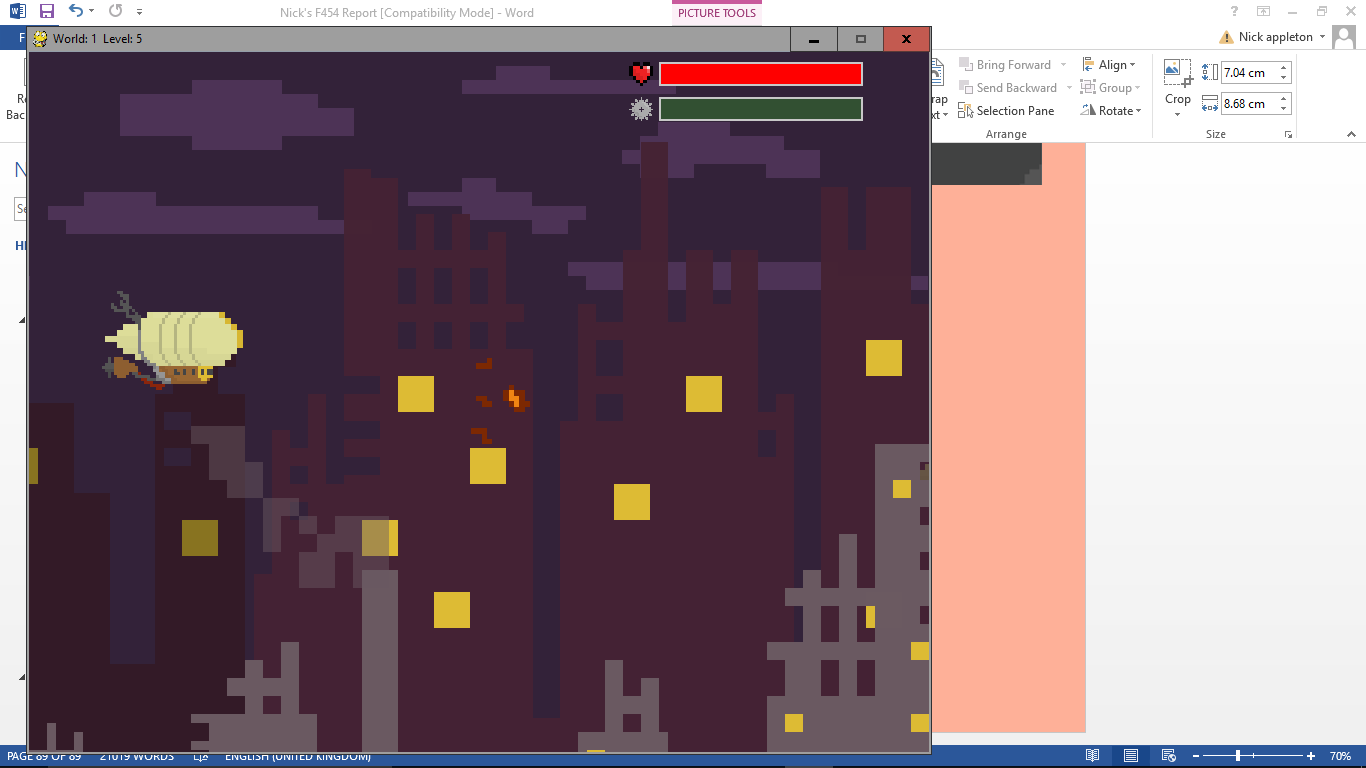 Nick's F454 Report [Compatibility Mode] - Word
PICTURE TOOLS
?
World: 1 Level: 5
Nick appleton
Bring Forward
Align
7.04 cm
Send Backward
Group
Crop
8.68 cm
Selection Pane
Rotate
Arrange
Size
PAGE 89 OF 89
21019 WORDS
ENGLISH (UNITED KINGDOM)
70%